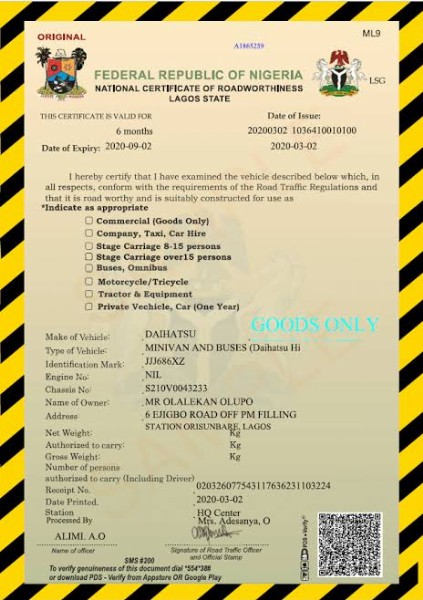 ORIGINAL
ML9
A1665259
LSG
FEDERAL REPUBLIC OF NIGERIA
NATIONAL CERTIFICATE OF ROADWORTHINESS
LAGOS STATE
THIS CERTIFICATE IS VALID FOR
Date of Issue:
6 months
20200302 1036410010100
Date of Expiry: 2020-09-02
2020-03-02
I hereby certify that I have examined the vehicle described below which, in
all respects, conform with the requirements of the Road Traffic Regulations and
that it is road worthy and is suitably constructed for use as
*Indicate as appropriate
Commercial (Goods Only)
Company, Taxi, Car Hire
Stage Carriage 8-15 persons
Stage Carriage over15 persons
Buses, Omnibus
Motorcycle/Tricycle
Tractor & Equipment
Private Vechicle, Car (One Year)
GOODS ONLY
Make of Vehicle: DAIHATSU
Type of Vehicle: MINIVAN AND BUSES (Daihatsu Hi
Identification Mark: JJJ686XZ
Engine No: NIL
Chassis No S210V0043233
Name of Owner: MR OLALEKAN OLUPO
Address 6 EJIGBO ROAD OFF PM FILLING
STATION ORISUNBARE, LAGOS
Net Weight: Kg
Authorized to carry: Kg
Gross Weight: Kg
Number of persons
authorized to carry (Including Driver)
Receipt No. 02032607754311763623110322​4
Date Printed. 2020-03-02
Station HQ Center
Processed By Mrs. Adesanya, O
ALIMI. A.O
Name of officer
Signature of Road Traffic Officer
and Official Stamp
SMS #200
To verify genuineness of this document dial *554*38#
or download PDS - Verify from Appstore OR Google Play
PDS • Verify